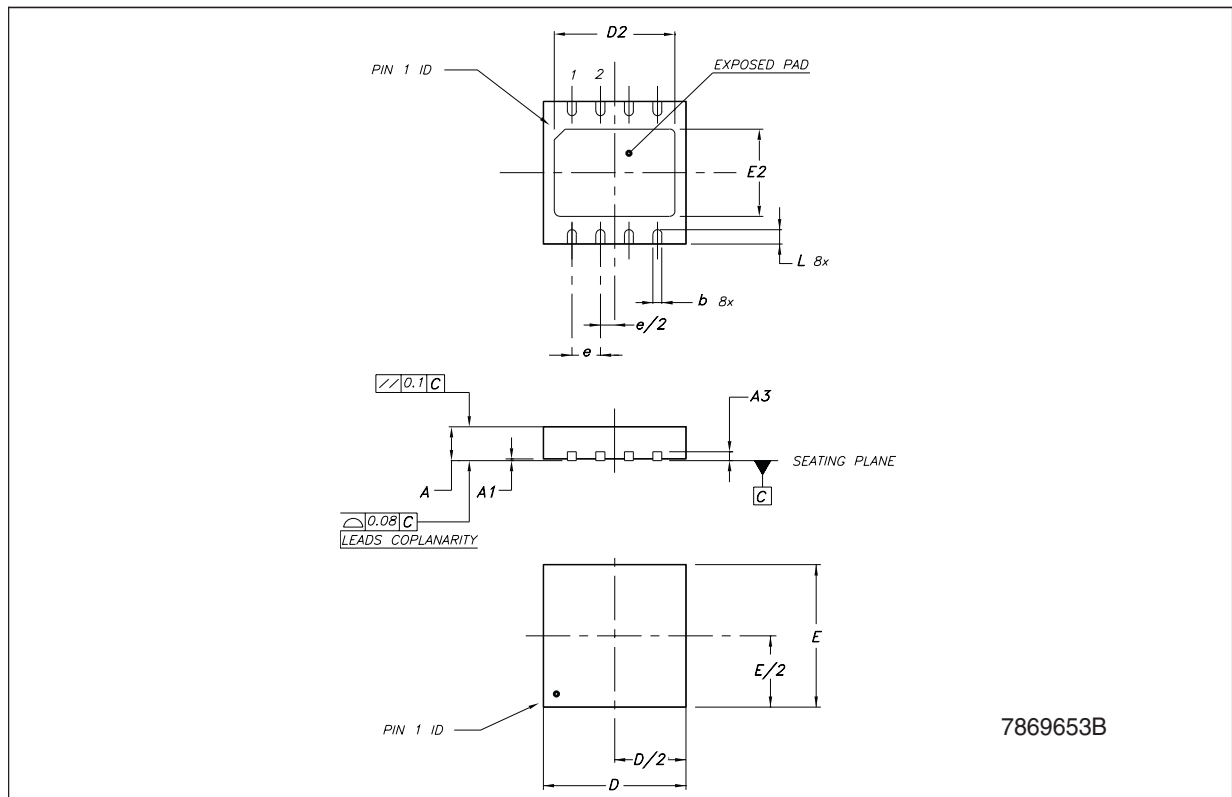 D2
PIN 1 ID
1 2
EXPOSED PAD
E2
L 8x
b 8x
e/2
e
// 0.1 C
A3
SEATING PLANE
A
A1
C
⌓ 0.08 C
LEADS COPLANARITY
E
E/2
PIN 1 ID
7869653B
D/2
D